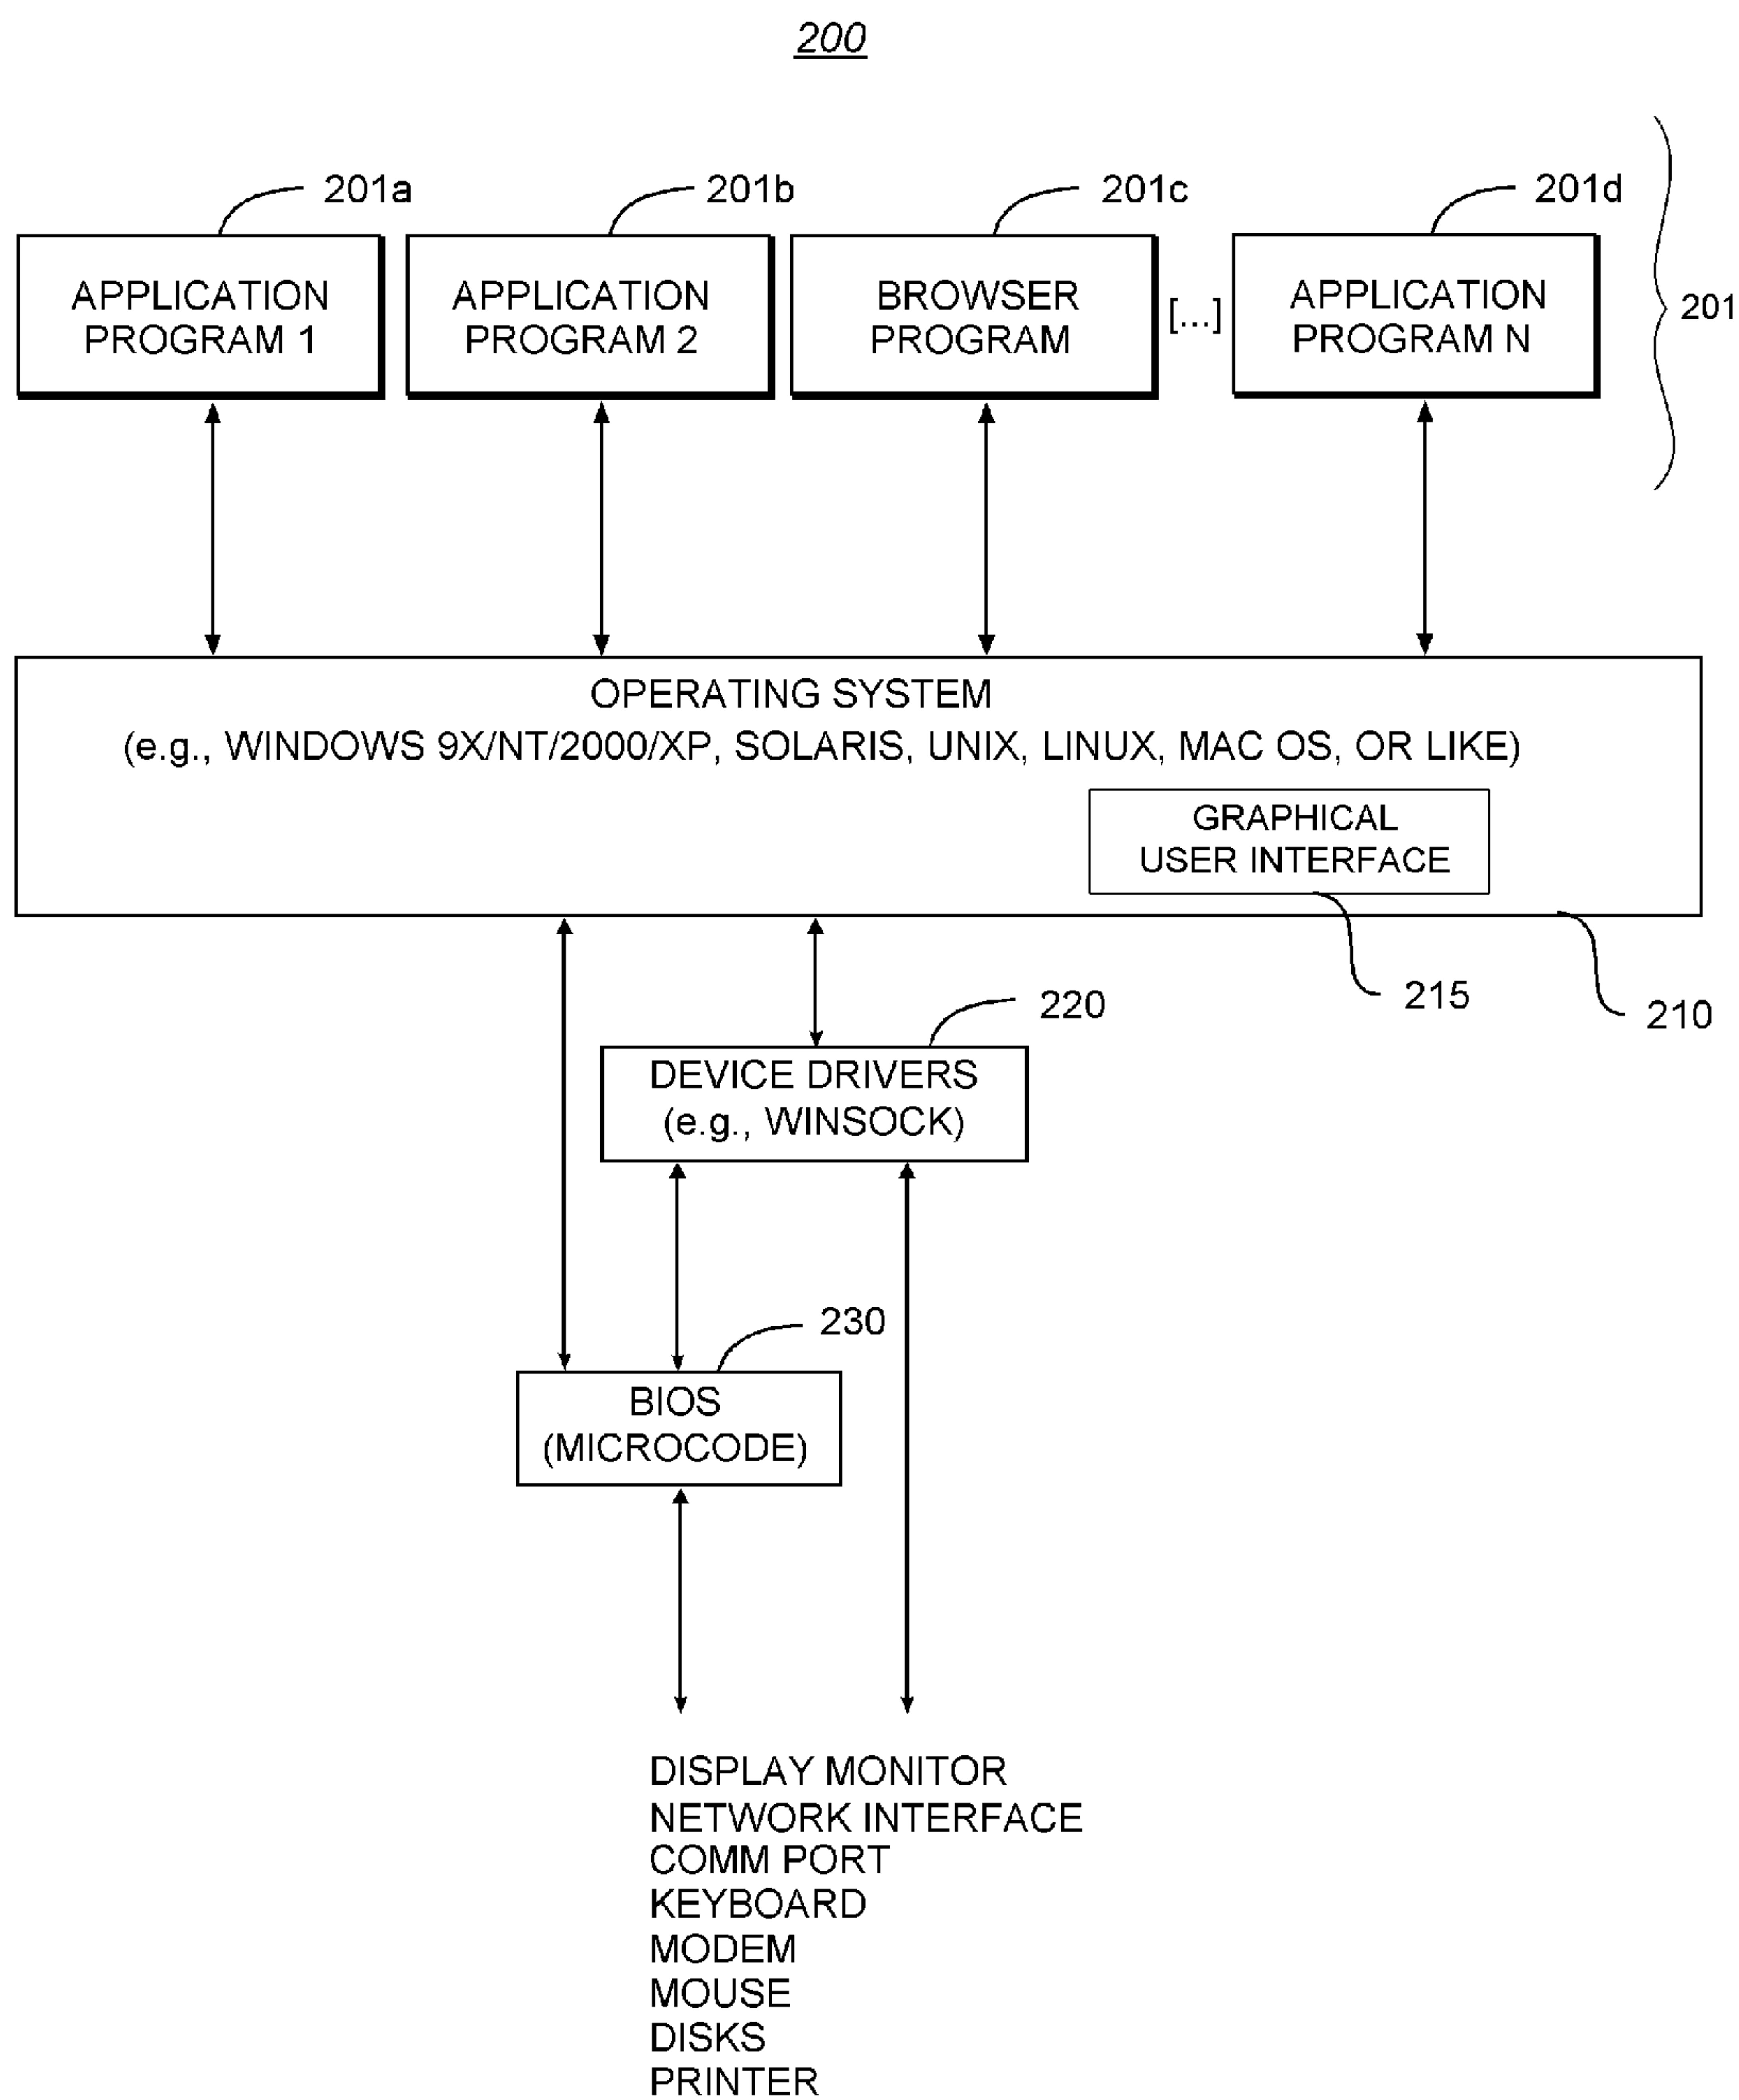 200
201a
201b
201c
201d
APPLICATION
PROGRAM 1
APPLICATION
PROGRAM 2
BROWSER
PROGRAM
[...]
APPLICATION
PROGRAM N
201
OPERATING SYSTEM
(e.g., WINDOWS 9X/NT/2000/XP, SOLARIS, UNIX, LINUX, MAC OS, OR LIKE)
GRAPHICAL
USER INTERFACE
215
210
220
DEVICE DRIVERS
(e.g., WINSOCK)
230
BIOS
(MICROCODE)
DISPLAY MONITOR
NETWORK INTERFACE
COMM PORT
KEYBOARD
MODEM
MOUSE
DISKS
PRINTER